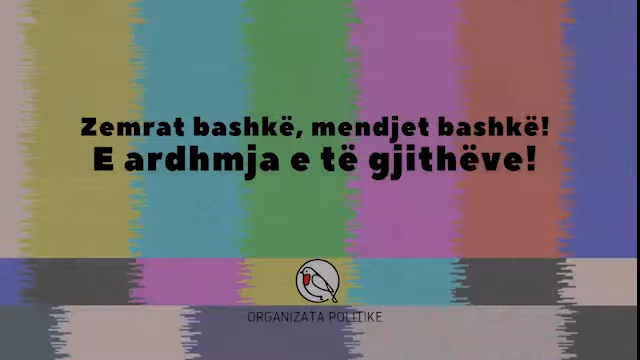 Zemrat bashkë, mendjet bashkë!
E ardhmja e të gjithëve!
ORGANIZATA POLITIKE